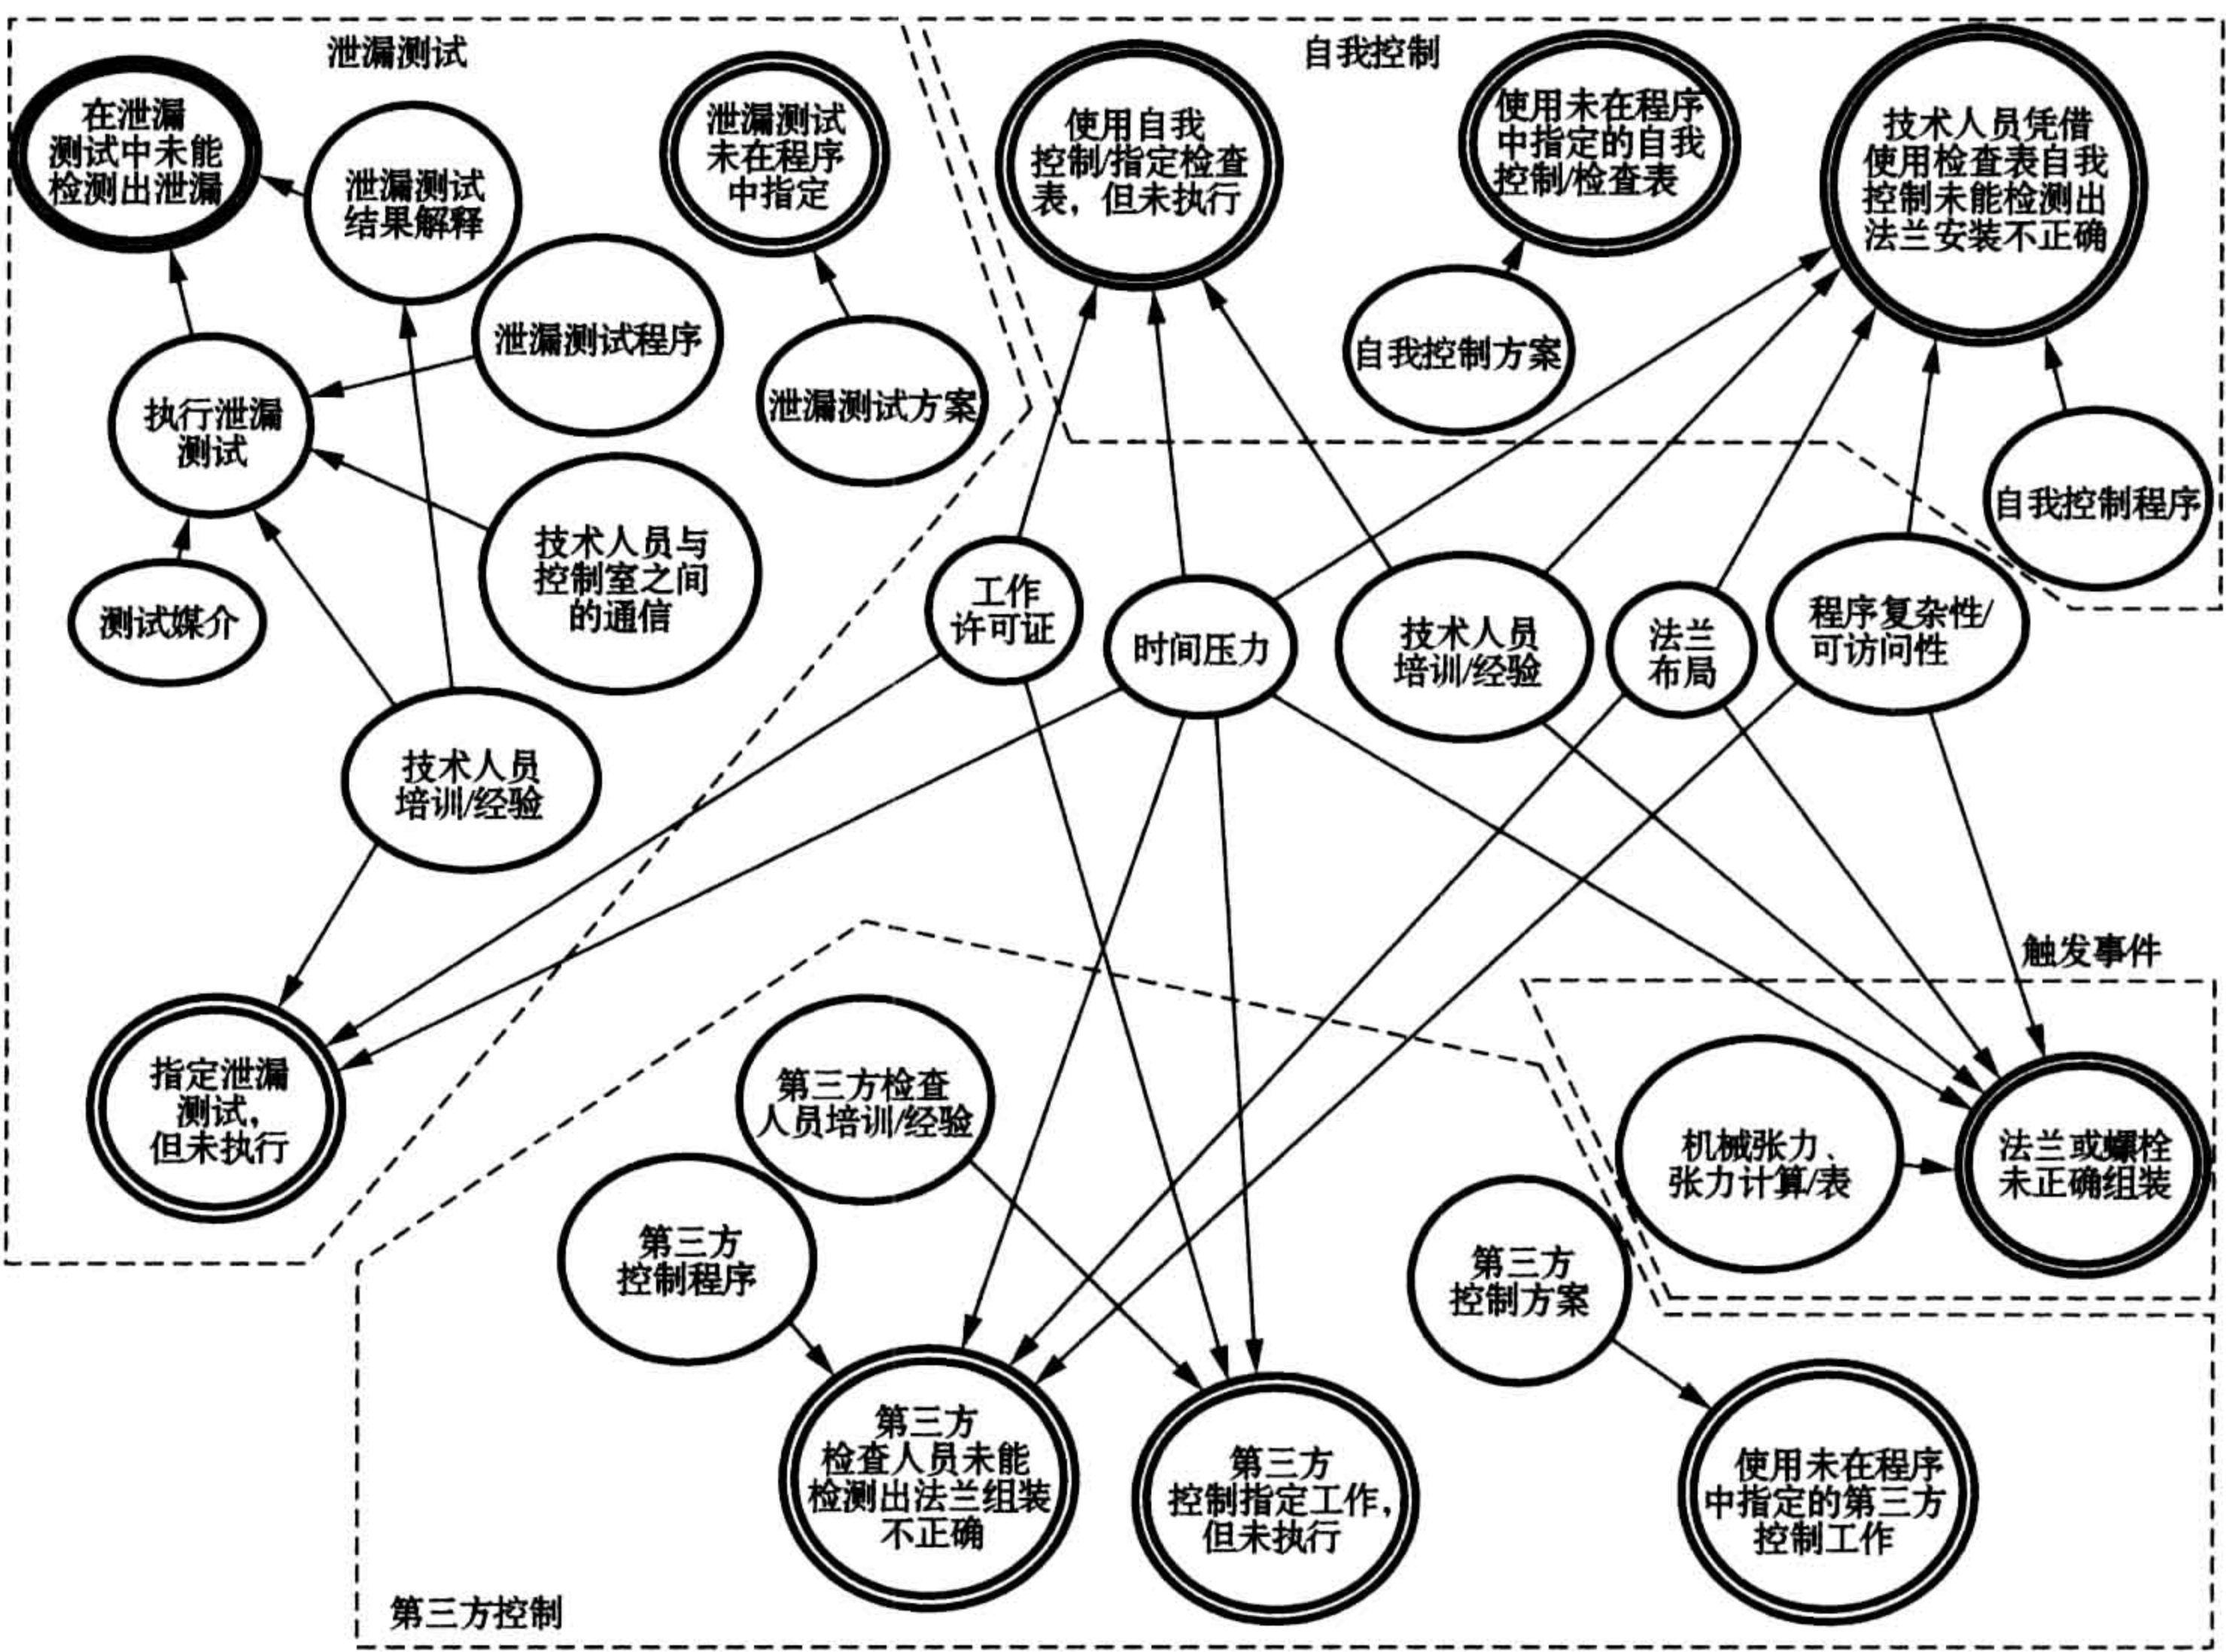 泄漏测试
在泄漏
测试中未能
检测出泄漏
泄漏测试
结果解释
泄漏测试
未在程序
中指定
泄漏测试程序
泄漏测试方案
执行泄漏
测试
技术人员与
控制室之间
的通信
测试媒介
技术人员
培训/经验
指定泄漏
测试,
但未执行
自我控制
使用自我
控制/指定检查
表，但未执行
使用未在程序
中指定的自我
控制/检查表
技术人员凭借
使用检查表自我
控制未能检测出
法兰安装不正确
自我控制方案
自我控制程序
工作
许可证
时间压力
技术人员
培训/经验
法兰
布局
程序复杂性/
可访问性
触发事件
机械张力、
张力计算/表
法兰或螺栓
未正确组装
第三方检查
人员培训/经验
第三方
控制程序
第三方
控制方案
第三方
检查人员未能
检测出法兰组装
不正确
第三方
控制指定工作,
但未执行
使用未在程序
中指定的第三方
控制工作
第三方控制